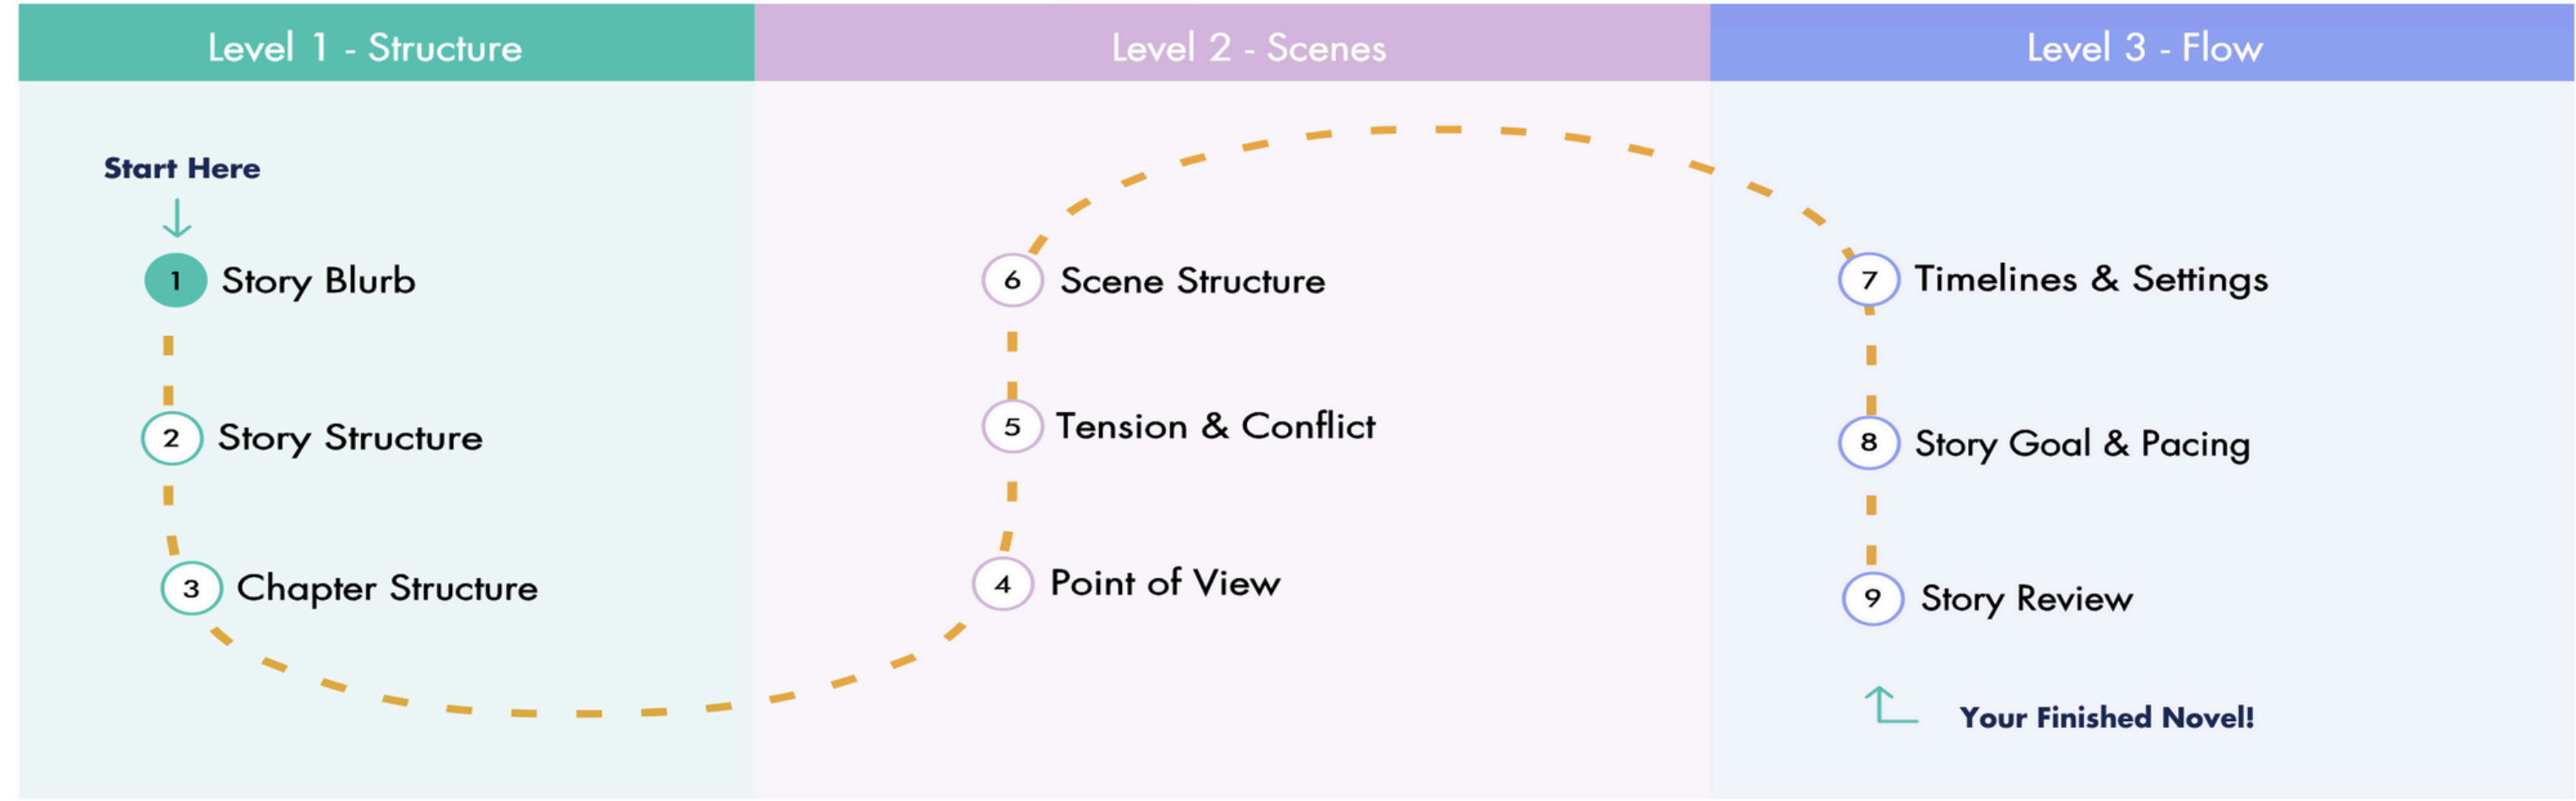 Level 1 - Structure
Level 2 - Scenes
Level 3 - Flow
Start Here
1 Story Blurb
2 Story Structure
3 Chapter Structure
4 Point of View
5 Tension & Conflict
6 Scene Structure
7 Timelines & Settings
8 Story Goal & Pacing
9 Story Review
Your Finished Novel!